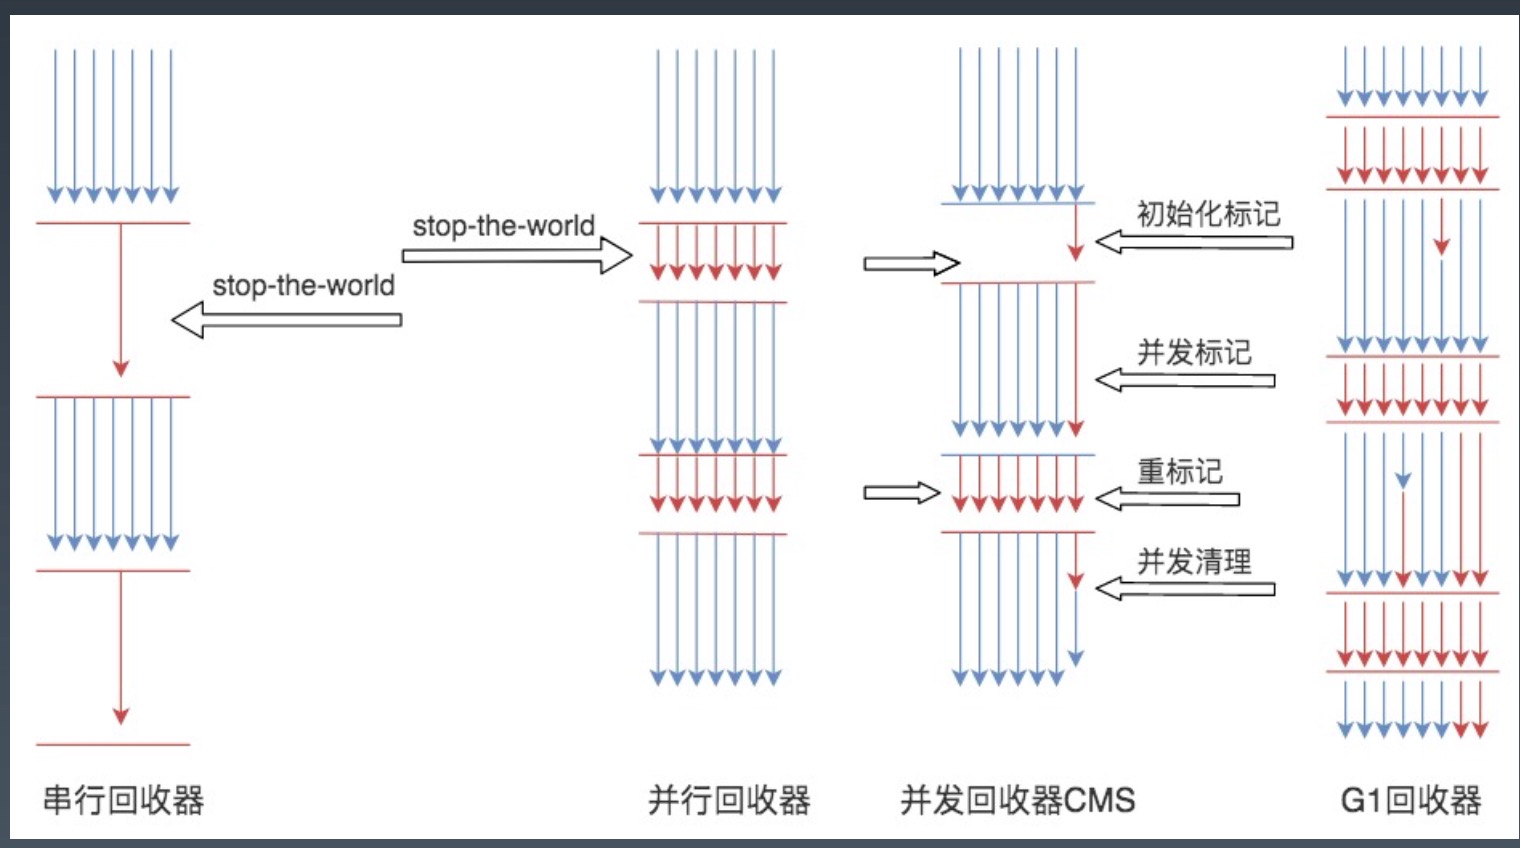 stop-the-world
stop-the-world
初始化标记
并发标记
重标记
并发清理
串行回收器
并行回收器
并发回收器CMS
G1回收器